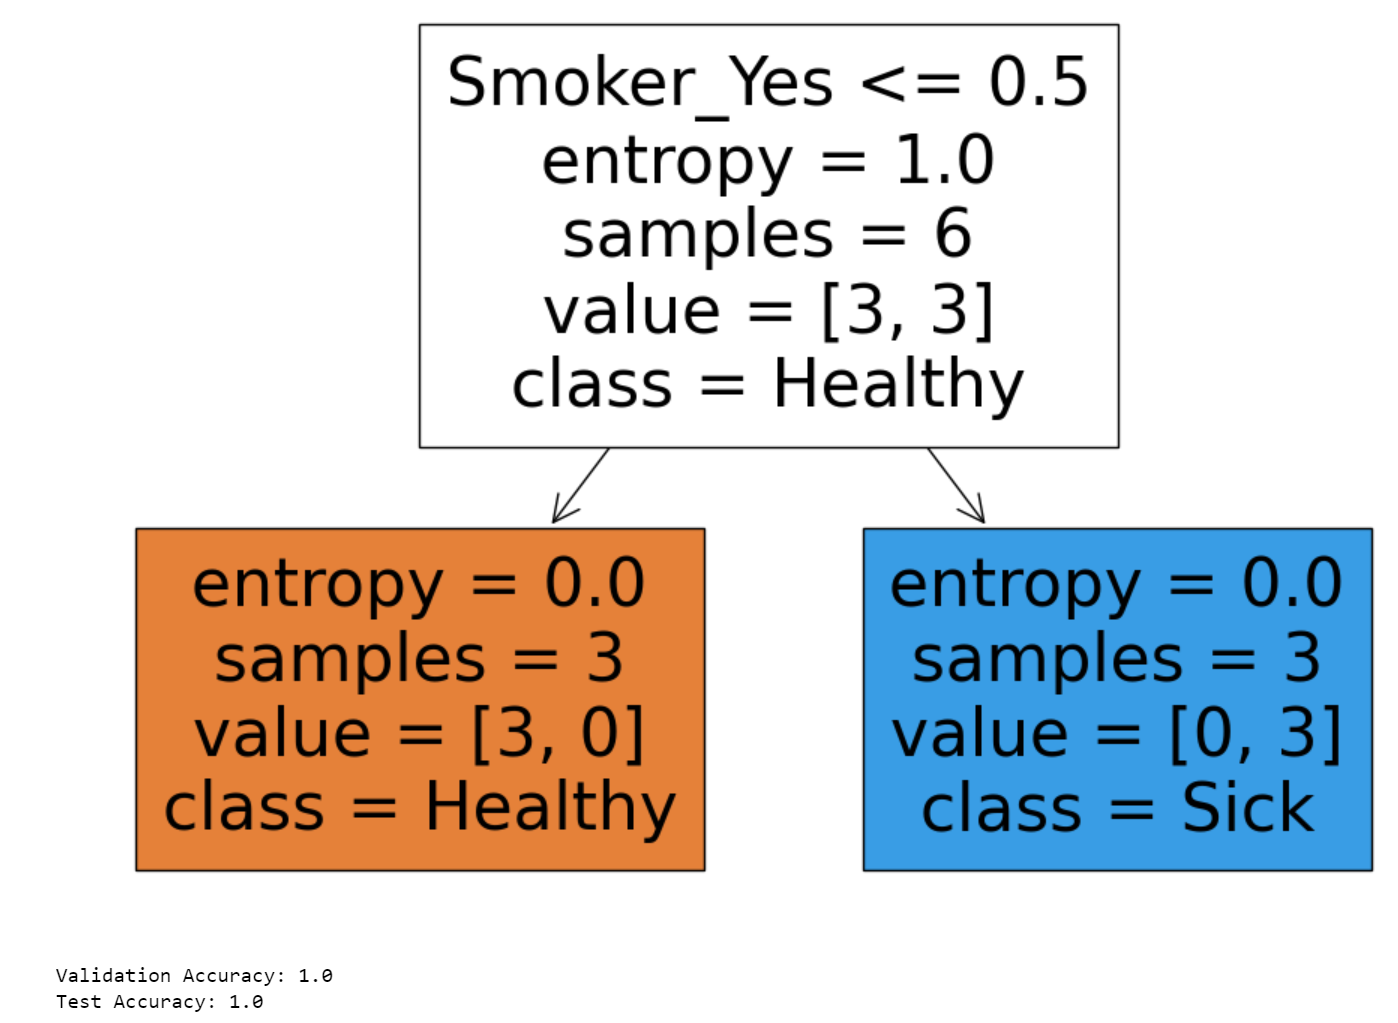 Smoker_Yes <= 0.5
entropy = 1.0
samples = 6
value = [3, 3]
class = Healthy
entropy = 0.0
samples = 3
value = [3, 0]
class = Healthy
entropy = 0.0
samples = 3
value = [0, 3]
class = Sick
Validation Accuracy: 1.0
Test Accuracy: 1.0